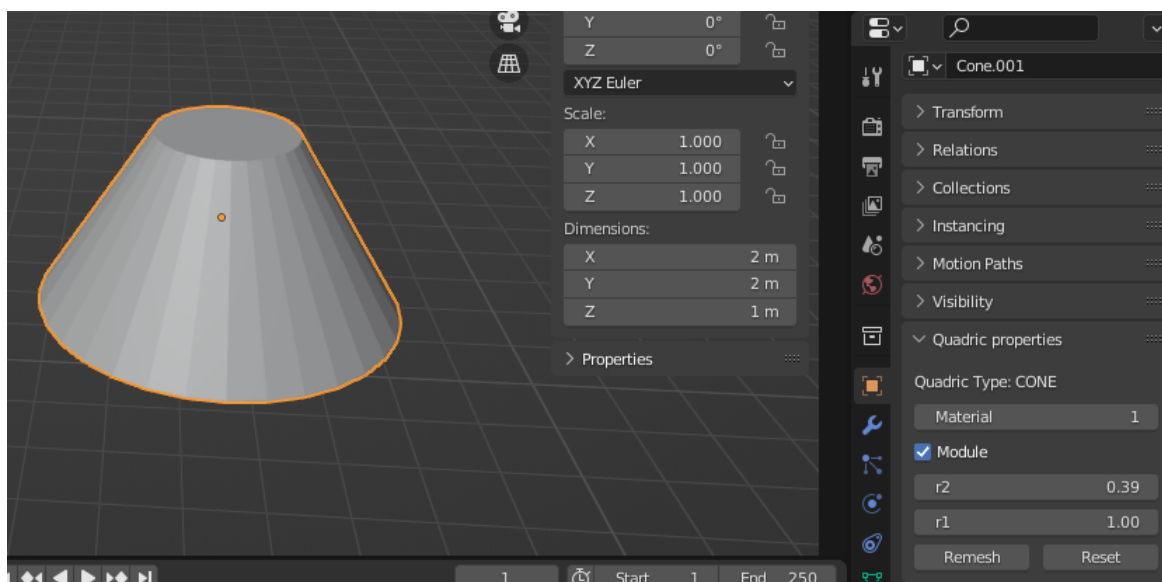 Y 0°
Z 0°
XYZ Euler
Scale:
X 1.000
Y 1.000
Z 1.000
Dimensions:
X 2 m
Y 2 m
Z 1 m
Properties
Cone.001
Transform
Relations
Collections
Instancing
Motion Paths
Visibility
Quadric properties
Quadric Type: CONE
Material 1
Module
r2 0.39
r1 1.00
Remesh Reset
1 Start 1 End 250